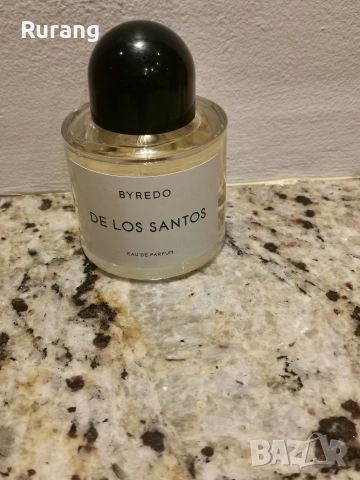 Rurang
BYREDO
DE LOS SANTOS
EAU DE PARFUM
BAZAR